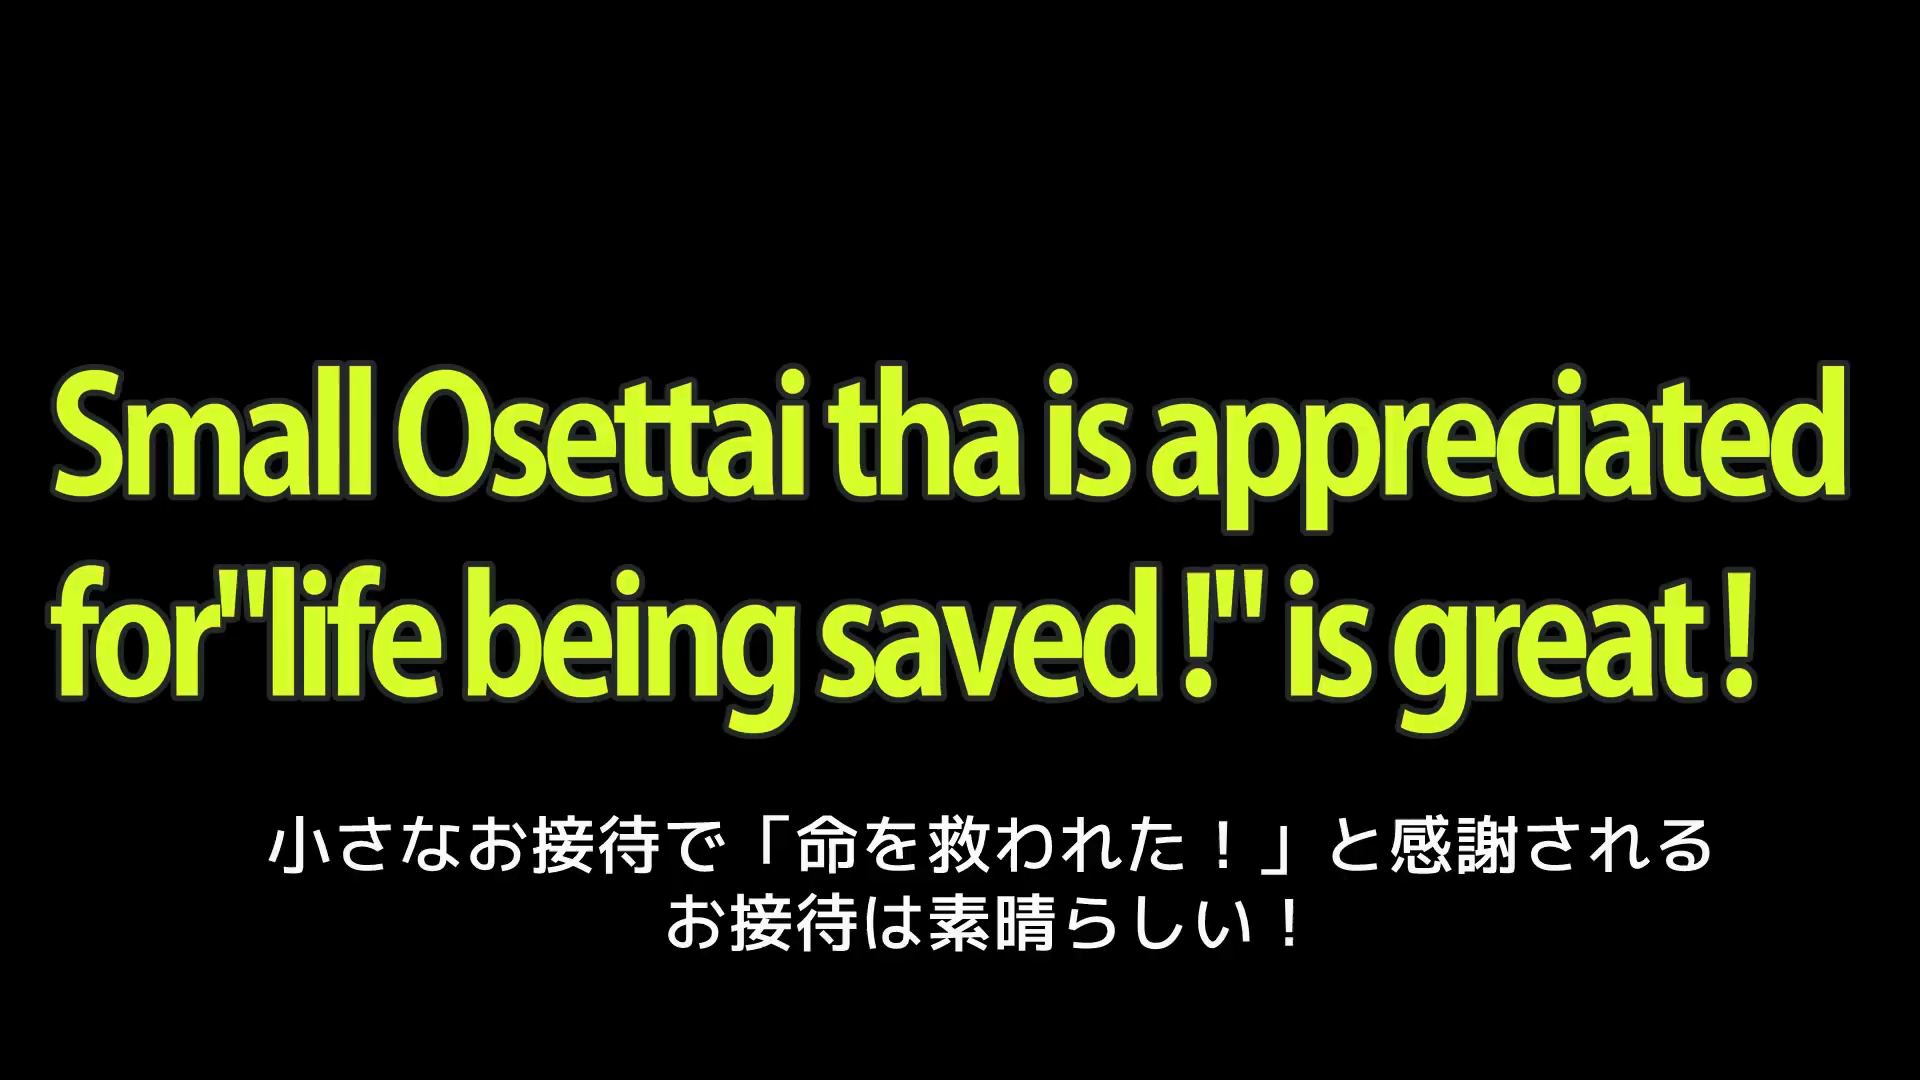 Small Osettai tha is appreciated
for"life being saved !" is great !
小さなお接待で「命を救われた！」と感謝される
お接待は素晴らしい！